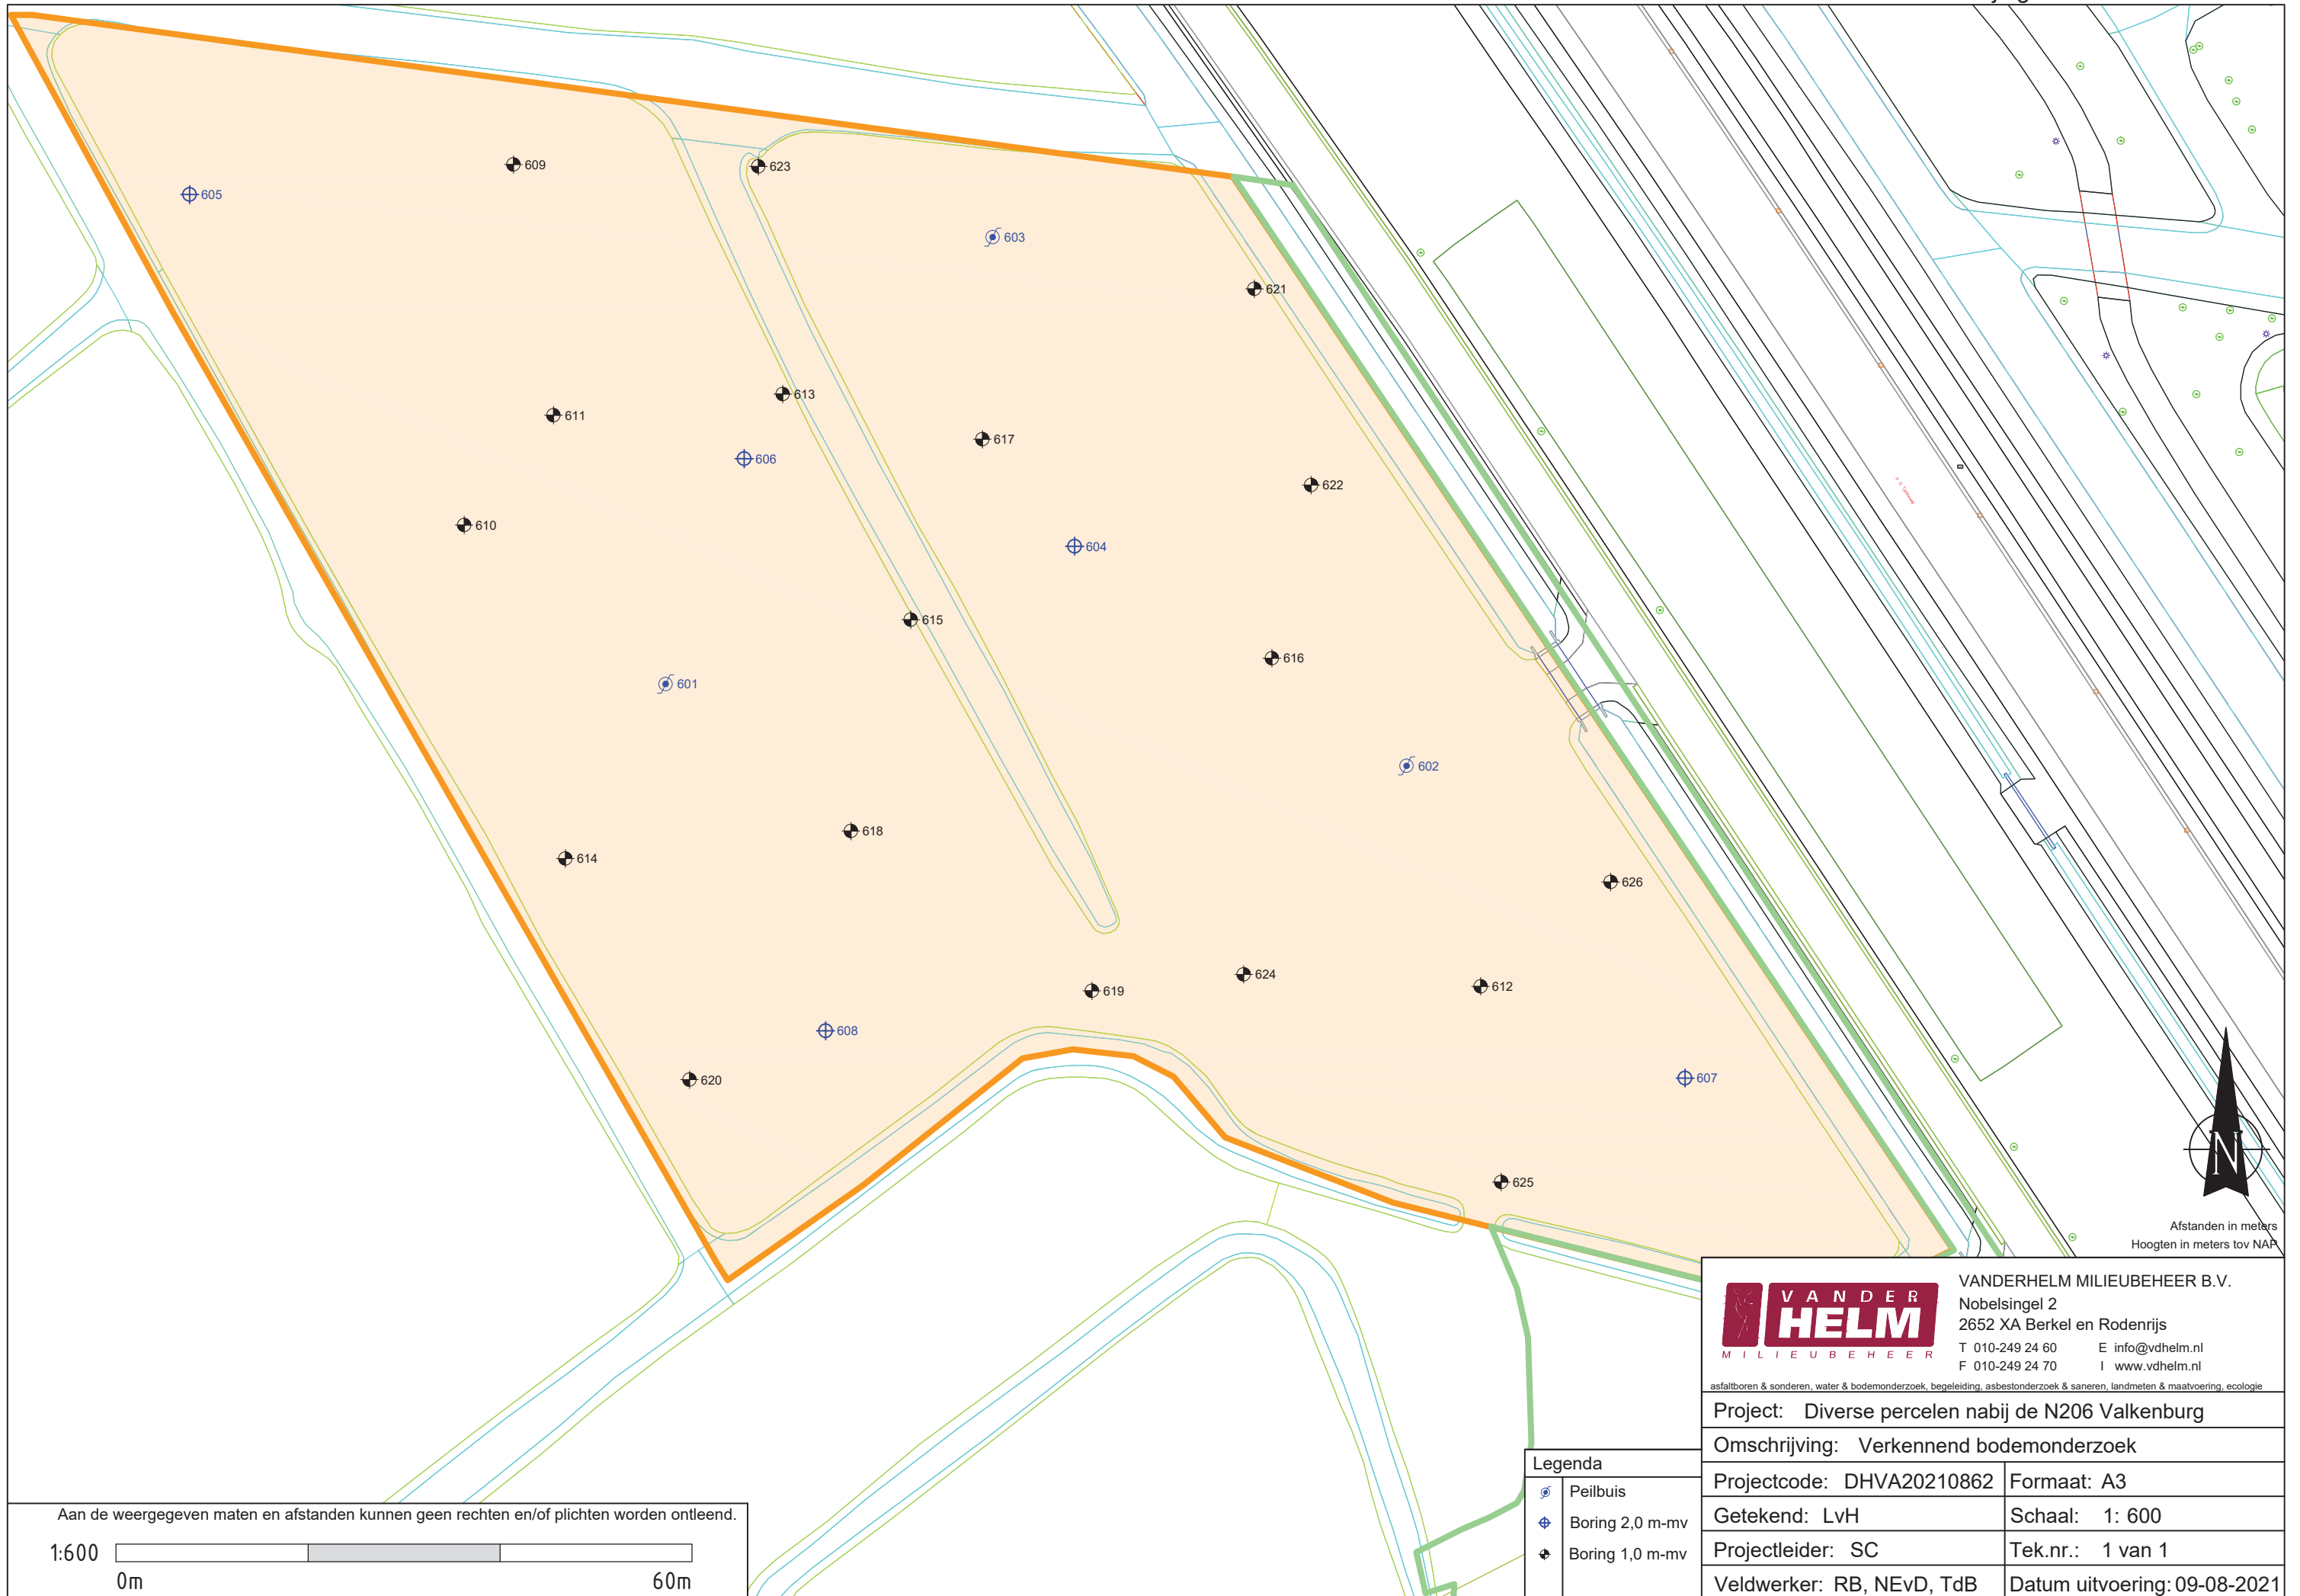 609
623
605
603
621
613
611
617
606
622
610
604
615
616
601
602
618
614
626
624
612
619
608
607
620
625
N
Afstanden in meters
Hoogten in meters tov NAP
VANDER
HELM
MILIEUBEHEER
VANDERHELM MILIEUBEHEER B.V.
Nobelsingel 2
2652 XA Berkel en Rodenrijs
T 010-249 24 60 E info@vdhelm.nl
F 010-249 24 70 I www.vdhelm.nl
asfaltboren & sonderen, water & bodemonderzoek, begeleiding, asbestonderzoek & saneren, landmeten & maatvoering, ecologie
Project: Diverse percelen nabij de N206 Valkenburg
Omschrijving: Verkennend bodemonderzoek
Projectcode: DHVA20210862 Formaat: A3
Getekend: LvH Schaal: 1: 600
Projectleider: SC Tek.nr.: 1 van 1
Veldwerker: RB, NEvD, TdB Datum uitvoering: 09-08-2021
Legenda
Peilbuis
Boring 2,0 m-mv
Boring 1,0 m-mv
Aan de weergegeven maten en afstanden kunnen geen rechten en/of plichten worden ontleend.
1:600
0m 60m